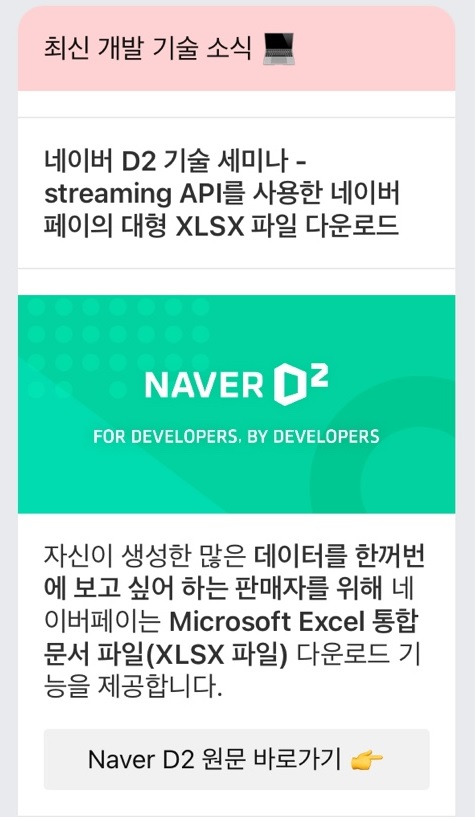 최신 개발 기술 소식 💻
네이버 D2 기술 세미나 -
streaming API를 사용한 네이버
페이의 대형 XLSX 파일 다운로드
NAVER D2
FOR DEVELOPERS, BY DEVELOPERS
자신이 생성한 많은 데이터를 한꺼번
에 보고 싶어 하는 판매자를 위해 네
이버페이는 Microsoft Excel 통합
문서 파일(XLSX 파일) 다운로드 기
능을 제공합니다.
Naver D2 원문 바로가기 👉